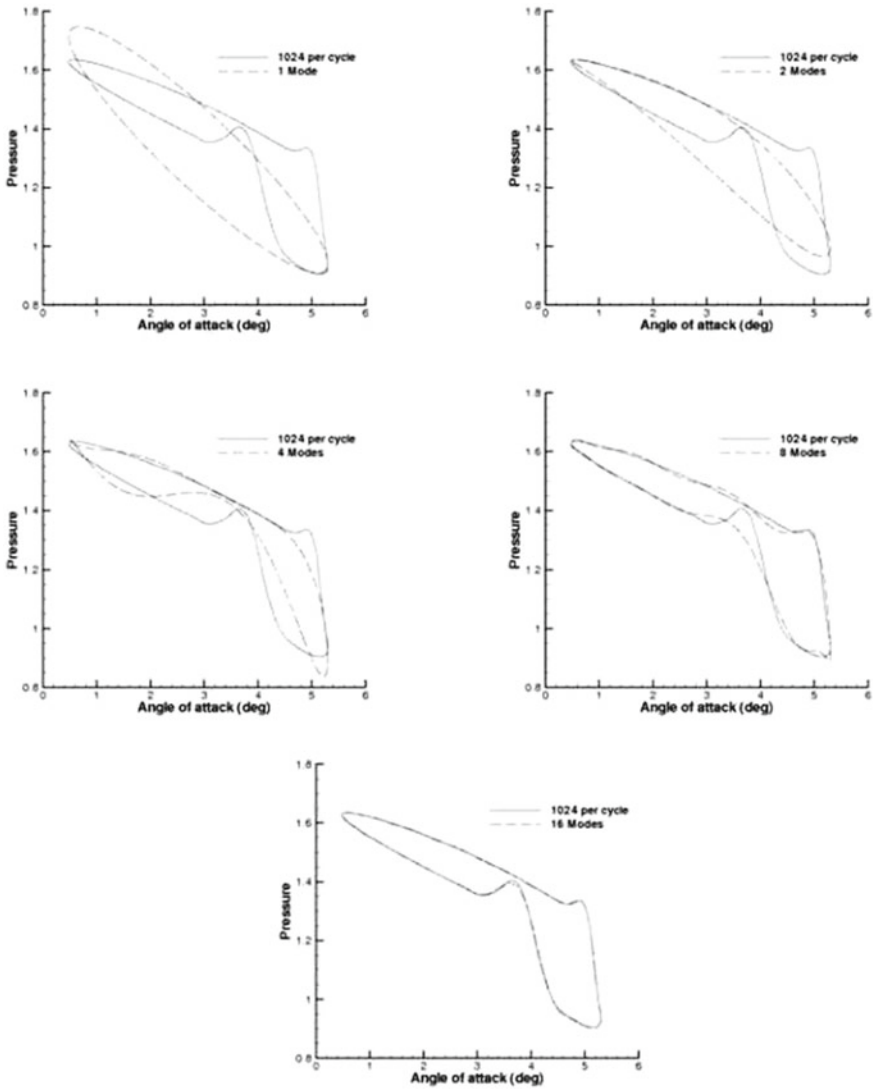 1.8
1.6
1.4
1.2
1
0.8
Pressure
1024 per cycle
1 Mode
0 1 2 3 4 5 6
Angle of attack (deg)
1.8
1.6
1.4
1.2
1
0.8
Pressure
1024 per cycle
2 Modes
0 1 2 3 4 5 6
Angle of attack (deg)
1.8
1.6
1.4
1.2
1
0.8
Pressure
1024 per cycle
4 Modes
0 1 2 3 4 5 6
Angle of attack (deg)
1.8
1.6
1.4
1.2
1
0.8
Pressure
1024 per cycle
8 Modes
0 1 2 3 4 5 6
Angle of attack (deg)
1.8
1.6
1.4
1.2
1
0.8
Pressure
1024 per cycle
16 Modes
0 1 2 3 4 5 6
Angle of attack (deg)